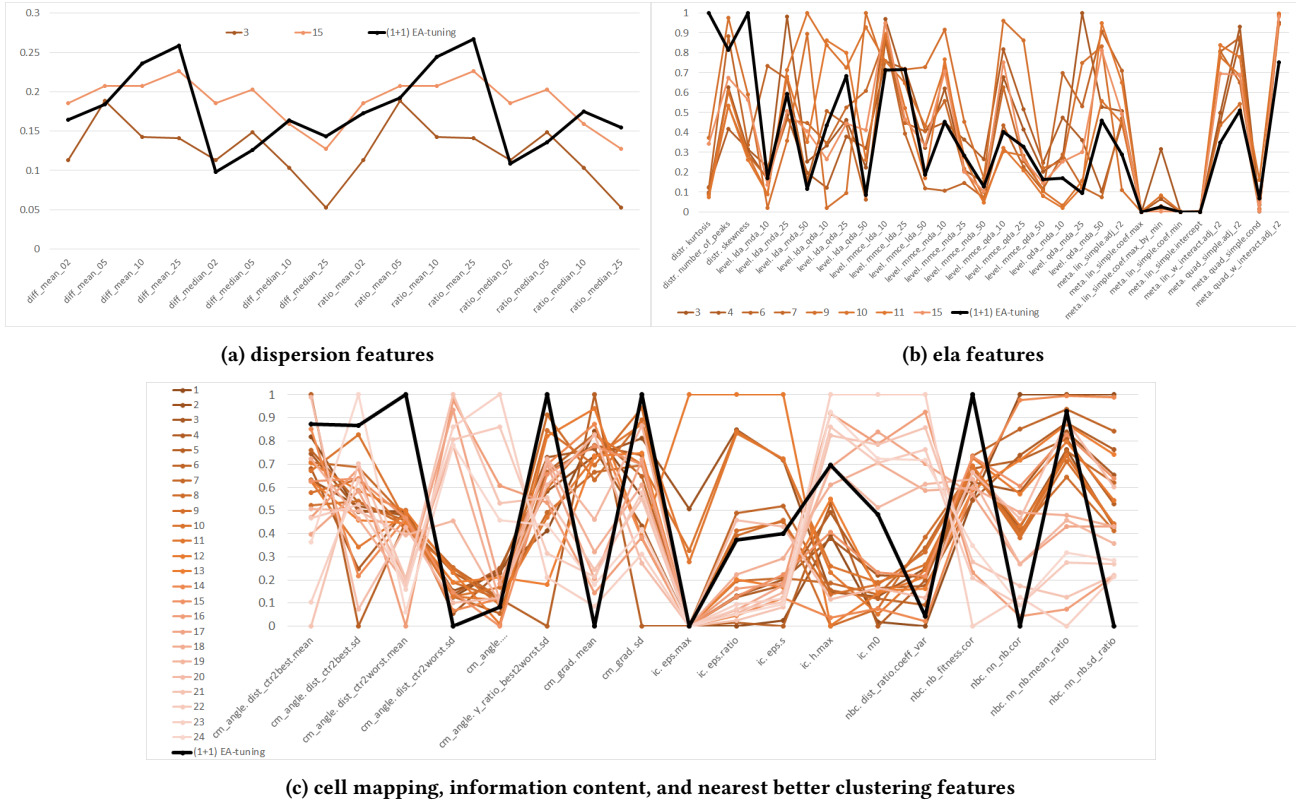 0.3
0.25
0.2
0.15
0.1
0.05
0
3
15
(1+) EA-tuning
diff_mean_02
diff_mean_05
diff_mean_10
diff_mean_25
diff_median_02
diff_median_05
diff_median_10
diff_median_25
ratio_mean_02
ratio_mean_05
ratio_mean_10
ratio_mean_25
ratio_median_02
ratio_median_05
ratio_median_10
ratio_median_25
(a) dispersion features
1
0.9
0.8
0.7
0.6
0.5
0.4
0.3
0.2
0.1
0
distr. kurtosis
distr. number_of_peaks
distr. skewness
level. lda_mda_10
level. lda_mda_25
level. lda_mda_50
level. lda_qda_10
level. lda_qda_25
level. lda_qda_50
level. mmce_lda_10
level. mmce_lda_25
level. mmce_lda_50
level. mmce_mda_10
level. mmce_mda_25
level. mmce_mda_50
level. mmce_qda_10
level. mmce_qda_25
level. mmce_qda_50
level. qda_mda_10
level. qda_mda_25
level. qda_mda_50
meta. lin_simple.adj_r2
meta. lin_simple.coef.max
meta. lin_simple.coef.max_by_min
meta. lin_simple.coef.min
meta. lin_simple.intercept
meta. lin_w_interact.adj_r2
meta. quad_simple.adj_r2
meta. quad_simple.cond
meta. quad_w_interact.adj_r2
3
4
6
7
9
10
11
15
(1+) EA-tuning
(b) ela features
1
2
3
4
5
6
7
8
9
10
11
12
13
14
15
16
17
18
19
20
21
22
23
24
(1+) EA-tuning
1
0.9
0.8
0.7
0.6
0.5
0.4
0.3
0.2
0.1
0
cm_angle. dist_ctr2best.mean
cm_angle. dist_ctr2best.sd
cm_angle. dist_ctr2worst.mean
cm_angle. dist_ctr2worst.sd
cm_angle....
cm_angle. y_ratio_best2worst.sd
cm_grad. mean
cm_grad. sd
ic. eps.max
ic. eps.ratio
ic. eps.s
ic. h.max
ic. m0
nbc. dist_ratio.coeff_var
nbc. nb_fitness.cor
nbc. nn_nb.cor
nbc. nn_nb.mean_ratio
nbc. nn_nb.sd_ratio
(c) cell mapping, information content, and nearest better clustering features